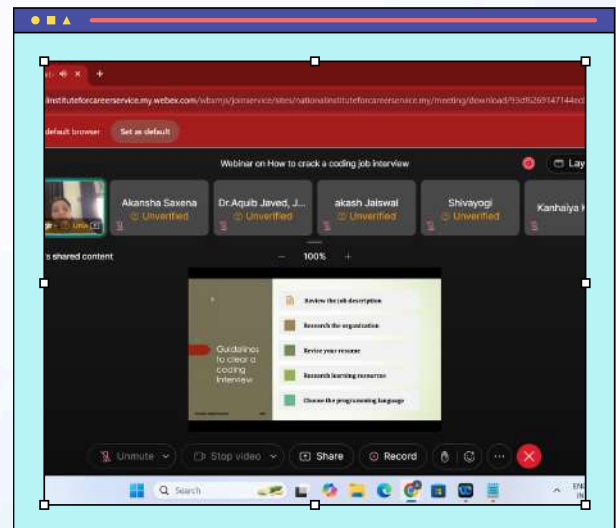 linstituteforcareerservice.my.webex.com/wbxmjs/joinservice/sites/nationalinstituteforcareerservice.my/meeting/download/
default browser
Set as default
Webinar on How to crack a coding job interview
Lay
Akansha Saxena
Unverified
Dr.Aquib Javed, J...
Unverified
akash Jaiswal
Unverified
Shivayogi
Unverified
Kanhaiya
's shared content
100%
Guidelines
to clear a
coding
Interview
Review the job description
Research the organization
Revise your resume
Research learning resources
Choose the programming language
Unmute
Stop video
Share
Record
Search